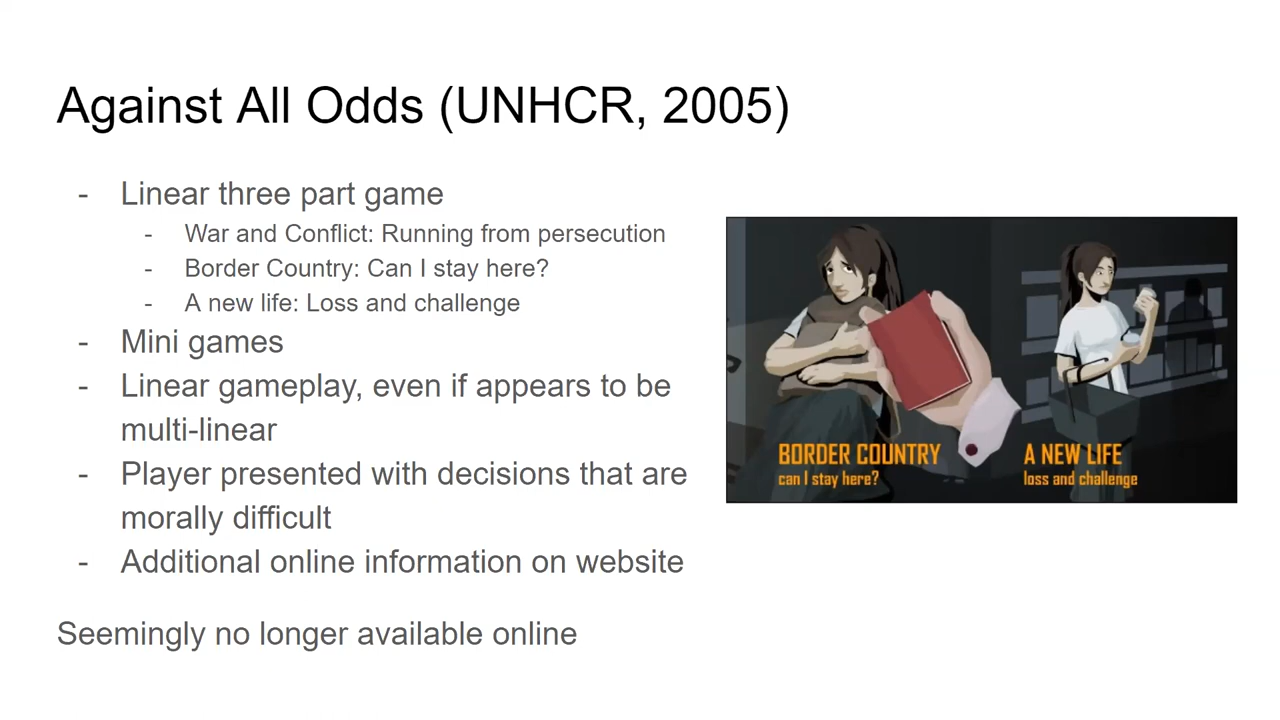 Against All Odds (UNHCR, 2005)
- Linear three part game
- War and Conflict: Running from persecution
- Border Country: Can I stay here?
- A new life: Loss and challenge
- Mini games
- Linear gameplay, even if appears to be
multi-linear
- Player presented with decisions that are
morally difficult
- Additional online information on website
Seemingly no longer available online
BORDER COUNTRY
can I stay here?
A NEW LIFE
loss and challenge